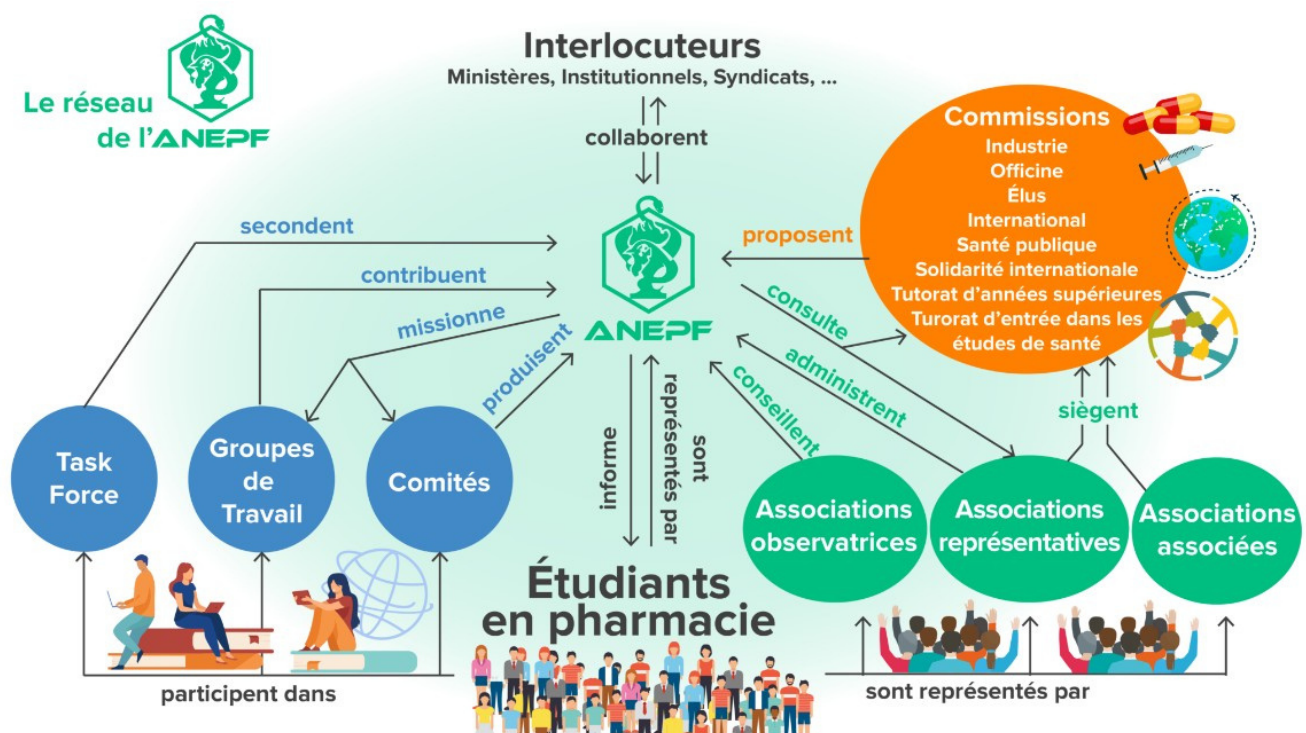 Le réseau
de l'ANEPF
Interlocuteurs
Ministères, Institutionnels, Syndicats, ...
collaborent
Commissions
Industrie
Officine
Élus
International
Santé publique
Solidarité internationale
Tutorat d'années supérieures
Turorat d'entrée dans les
études de santé
secondent
contribuent
missionne
produisent
ANEPF
proposent
consulte
administrent
conseillent
siègent
informe
sont
représentés par
Task
Force
Groupes
de
Travail
Comités
Associations
observatrices
Associations
représentatives
Associations
associées
Étudiants
en pharmacie
participent dans
sont représentés par